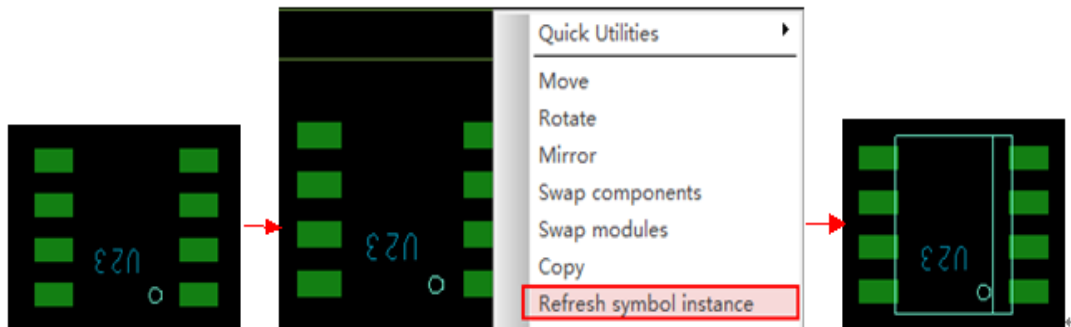 U23
U23
Quick Utilities
Move
Rotate
Mirror
Swap components
Swap modules
Copy
Refresh symbol instance
U23